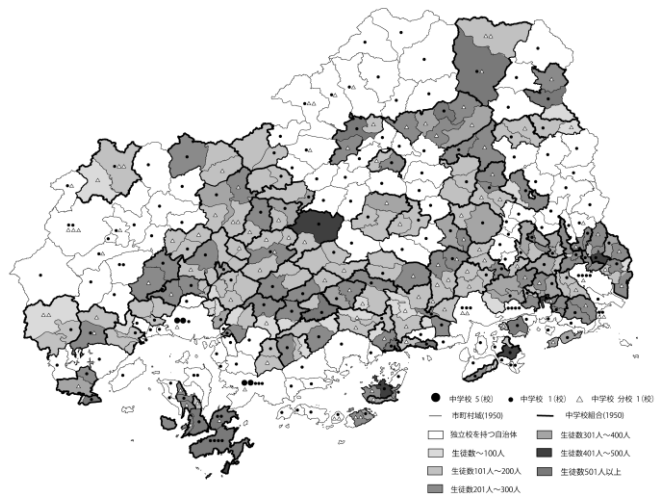 ● 中学校 5(校) • 中学校 1(校) △ 中学校 分校 1(校)
市町村域(1950) 中学校組合(1950)
独立校を持つ自治体 生徒数301人～400人
生徒数～100人 生徒数401人～500人
生徒数101人～200人 生徒数501人以上
生徒数201人～300人